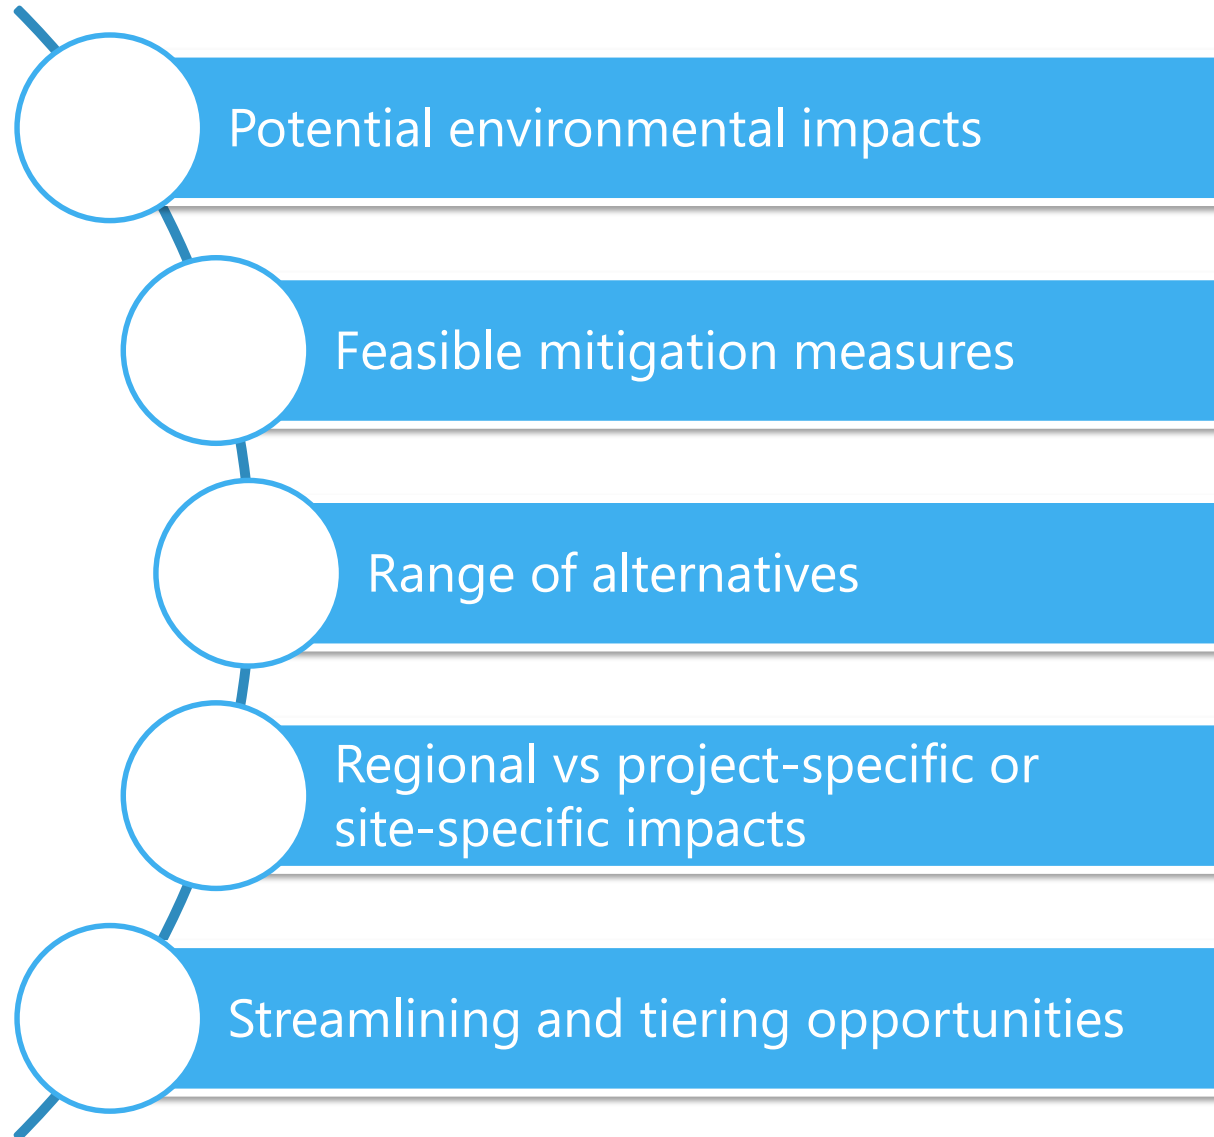 Potential environmental impacts
Feasible mitigation measures
Range of alternatives
Regional vs project-specific or
site-specific impacts
Streamlining and tiering opportunities